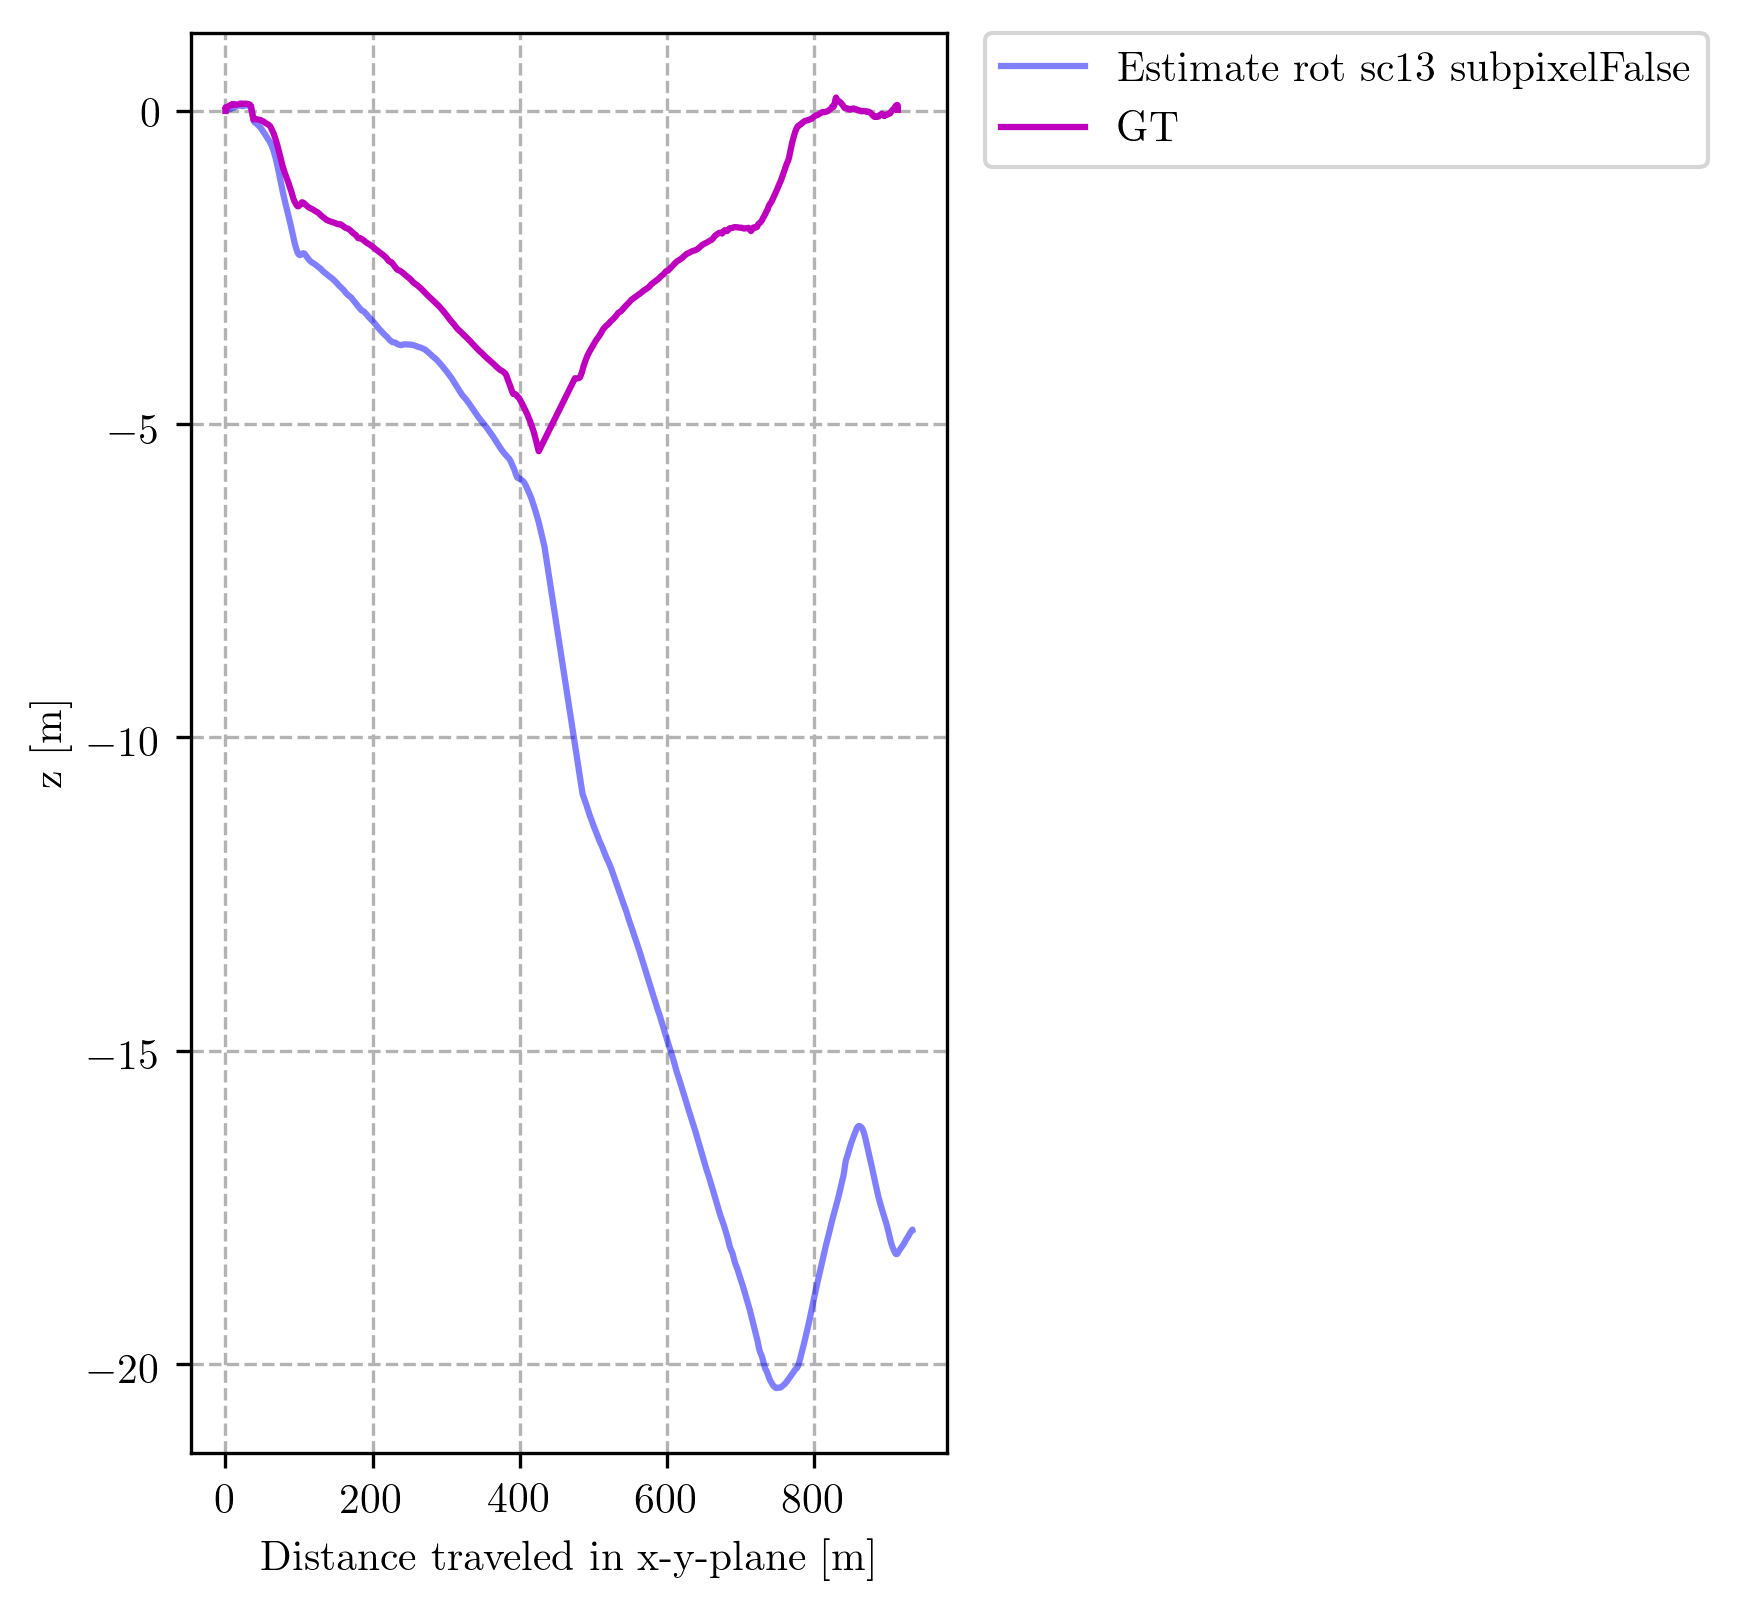 Estimate rot sc13 subpixelFalse
GT
z [m]
0
−5
−10
−15
−20
0 200 400 600 800
Distance traveled in x-y-plane [m]